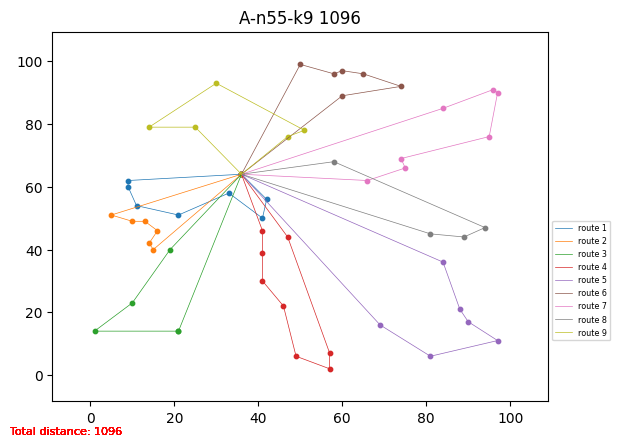 A-n55-k9 1096
100
80
60
40
20
0
0 20 40 60 80 100
route 1
route 2
route 3
route 4
route 5
route 6
route 7
route 8
route 9
Total distance: 1096